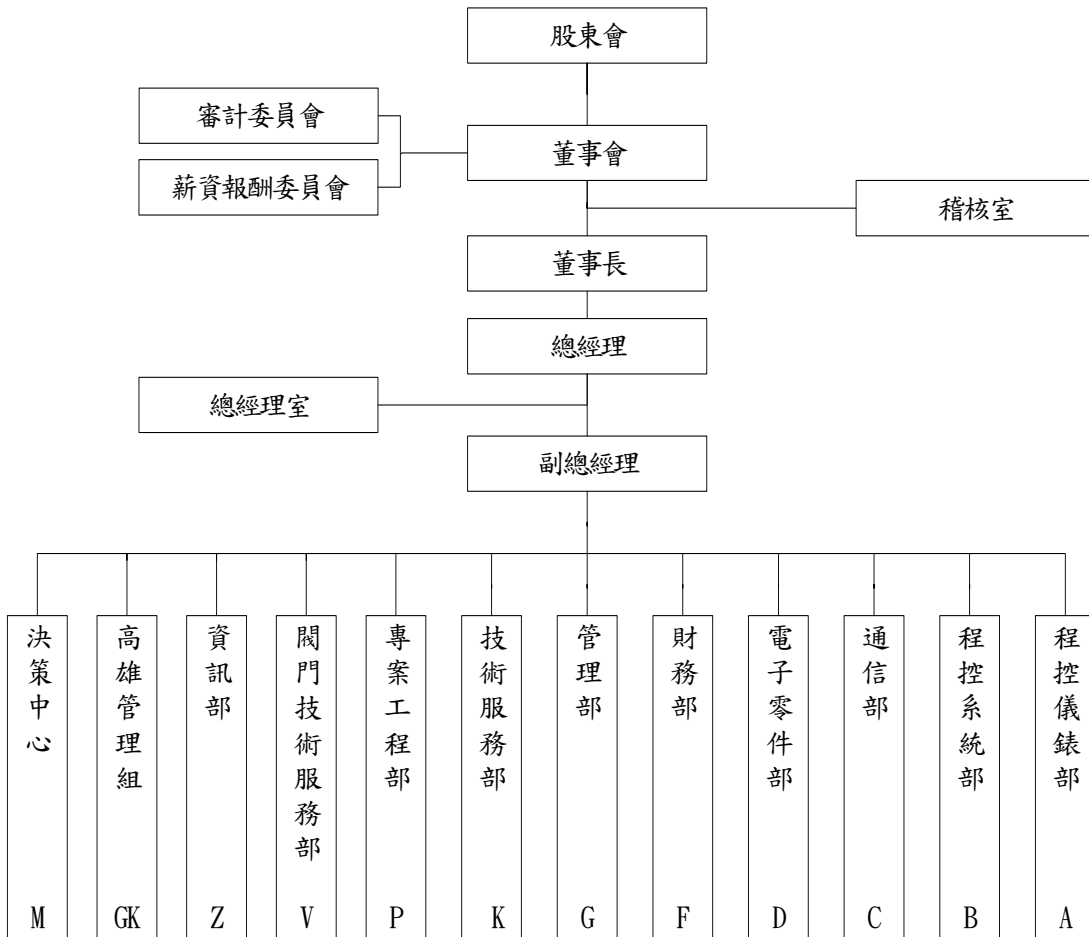 股東會
審計委員會
董事會
薪資報酬委員會
稽核室
董事長
總經理
總經理室
副總經理
決策中心
M
高雄管理組
GK
資訊部
Z
閥門技術服務部
V
專案工程部
P
技術服務部
K
管理部
G
財務部
F
電子零件部
D
通信部
C
程控系統部
B
程控儀錶部
A